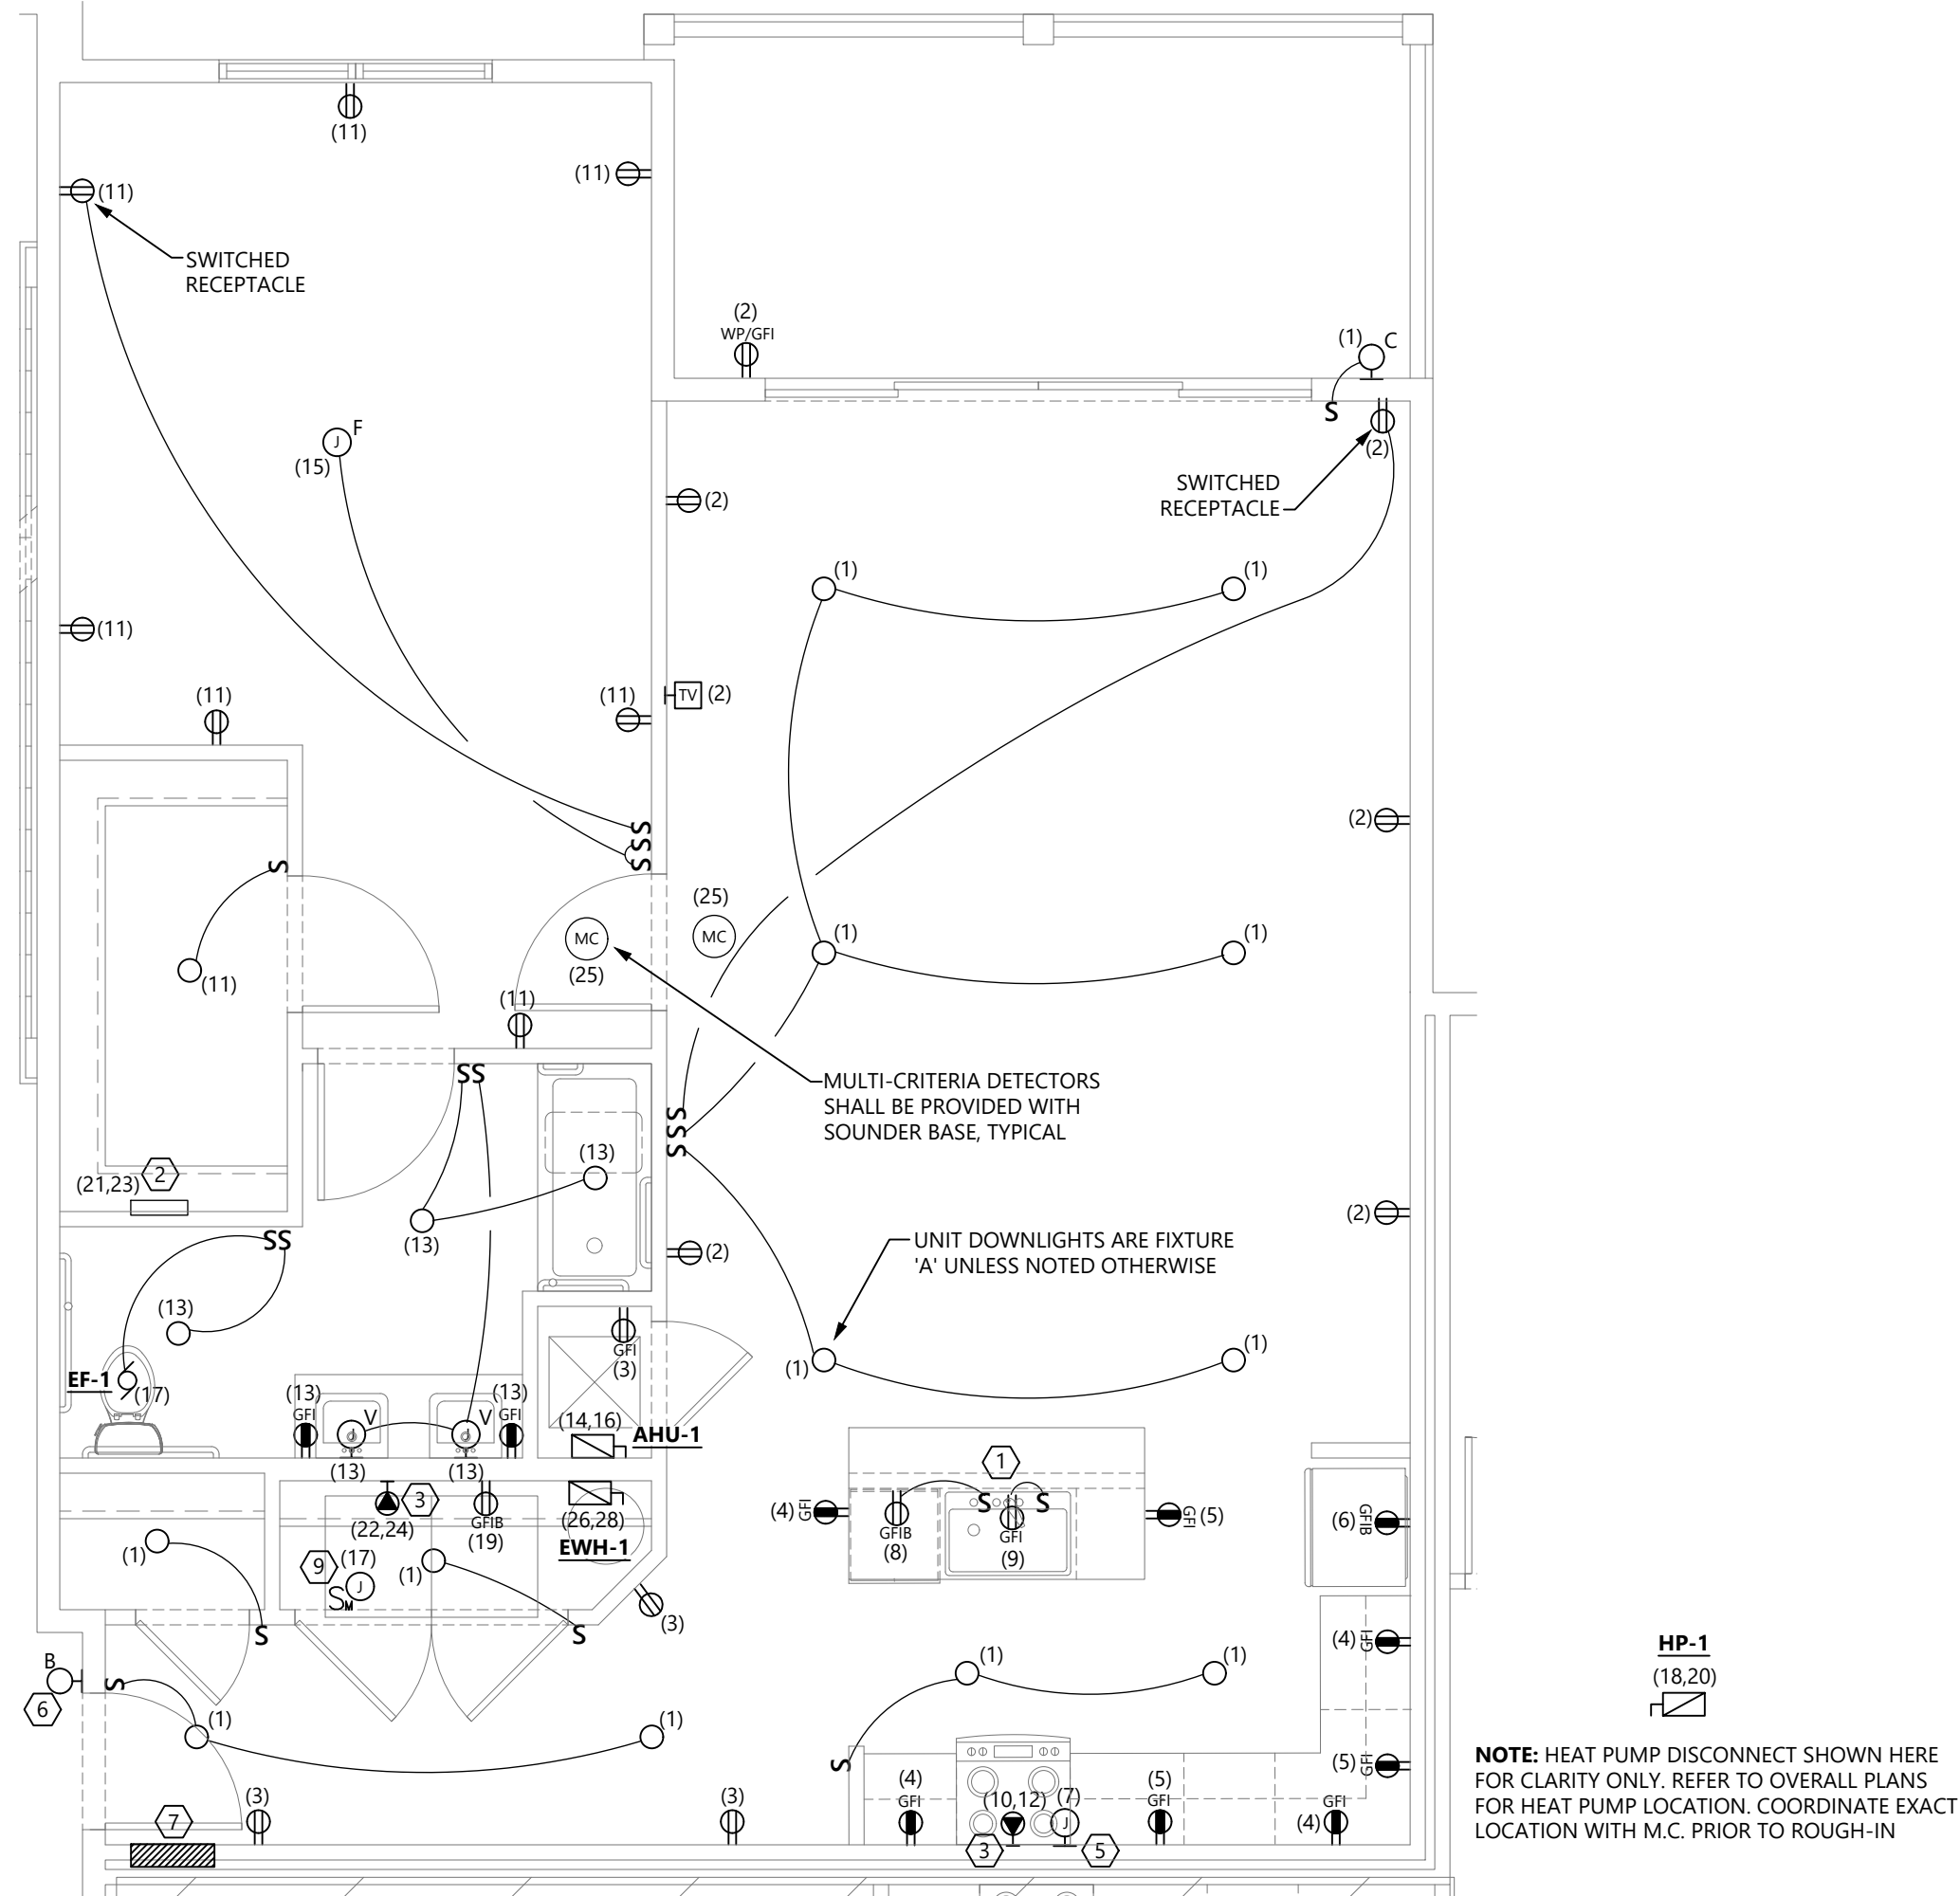 (11)
(11)
(11)
SWITCHED
RECEPTACLE
(2)
WP/GFI
(1)
C
S
(2)
SWITCHED
RECEPTACLE
J
F
(15)
(2)
(1)
(1)
(11)
(11)
(11)
TV
(2)
(2)
S
S
S
S
(11)
(25)
MC
MC
(25)
(1)
(1)
(11)
MULTI-CRITERIA DETECTORS
SHALL BE PROVIDED WITH
SOUNDER BASE, TYPICAL
SS
S
S
S
(13)
(13)
2
(21,23)
(2)
(2)
SS
UNIT DOWNLIGHTS ARE FIXTURE
'A' UNLESS NOTED OTHERWISE
(13)
GFI
(3)
(1)
(1)
EF-1
(17)
(13)
GFI
J
V
J
V
(13)
GFI
(13)
(13)
(14,16)
AHU-1
3
(22,24)
GFIB
(19)
(26,28)
EWH-1
1
S
S
(4)
GFI
GFIB
(8)
GFI
(9)
GFI
(5)
(6)
GFIB
(1)
9
(17)
J
SM
(1)
(3)
S
S
(4)
GFI
B
6
S
(1)
(1)
(1)
(1)
S
(5)
GFI
HP-1
(18,20)
NOTE: HEAT PUMP DISCONNECT SHOWN HERE
FOR CLARITY ONLY. REFER TO OVERALL PLANS
FOR HEAT PUMP LOCATION. COORDINATE EXACT
LOCATION WITH M.C. PRIOR TO ROUGH-IN
7
(3)
(3)
(4)
GFI
(10,12)
(7)
J
(5)
GFI
GFI
(4)
3
5